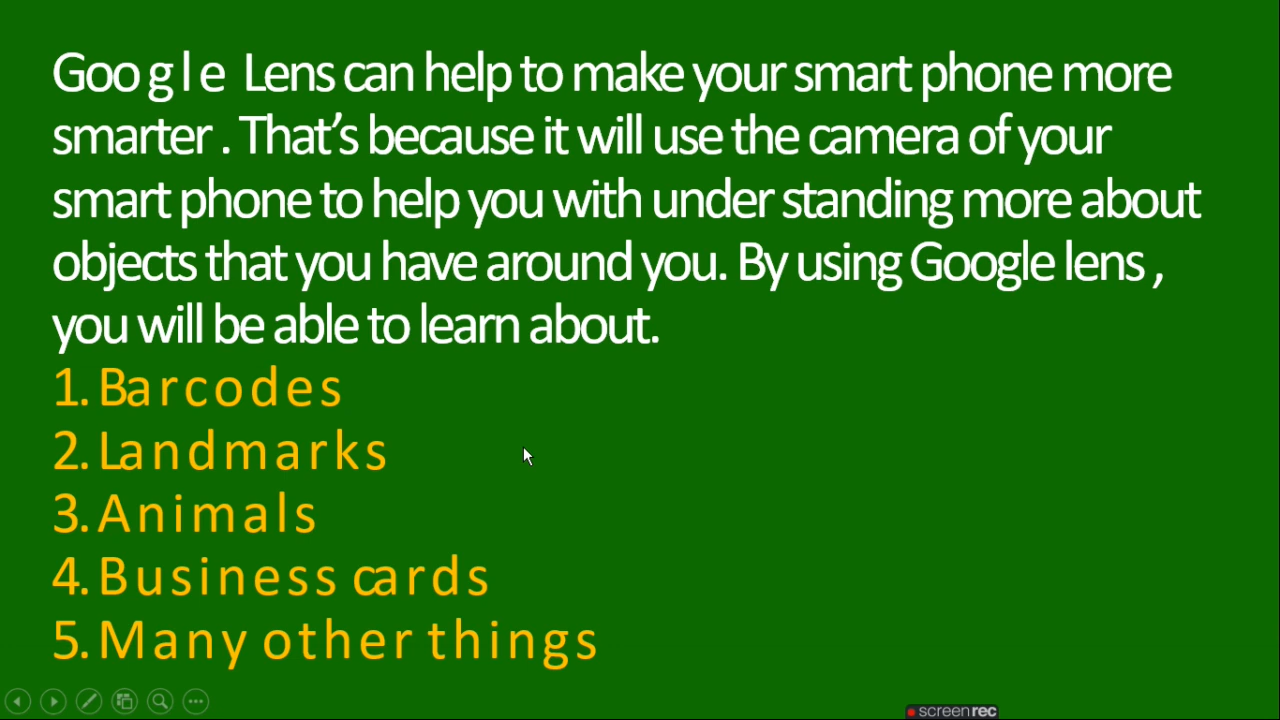 Google Lens can help to make your smart phone more
smarter . That’s because it will use the camera of your
smart phone to help you with under standing more about
objects that you have around you. By using Google lens ,
you will be able to learn about.
1. Barcodes
2. Landmarks
3. Animals
4. Business cards
5. Many other things
screenrec